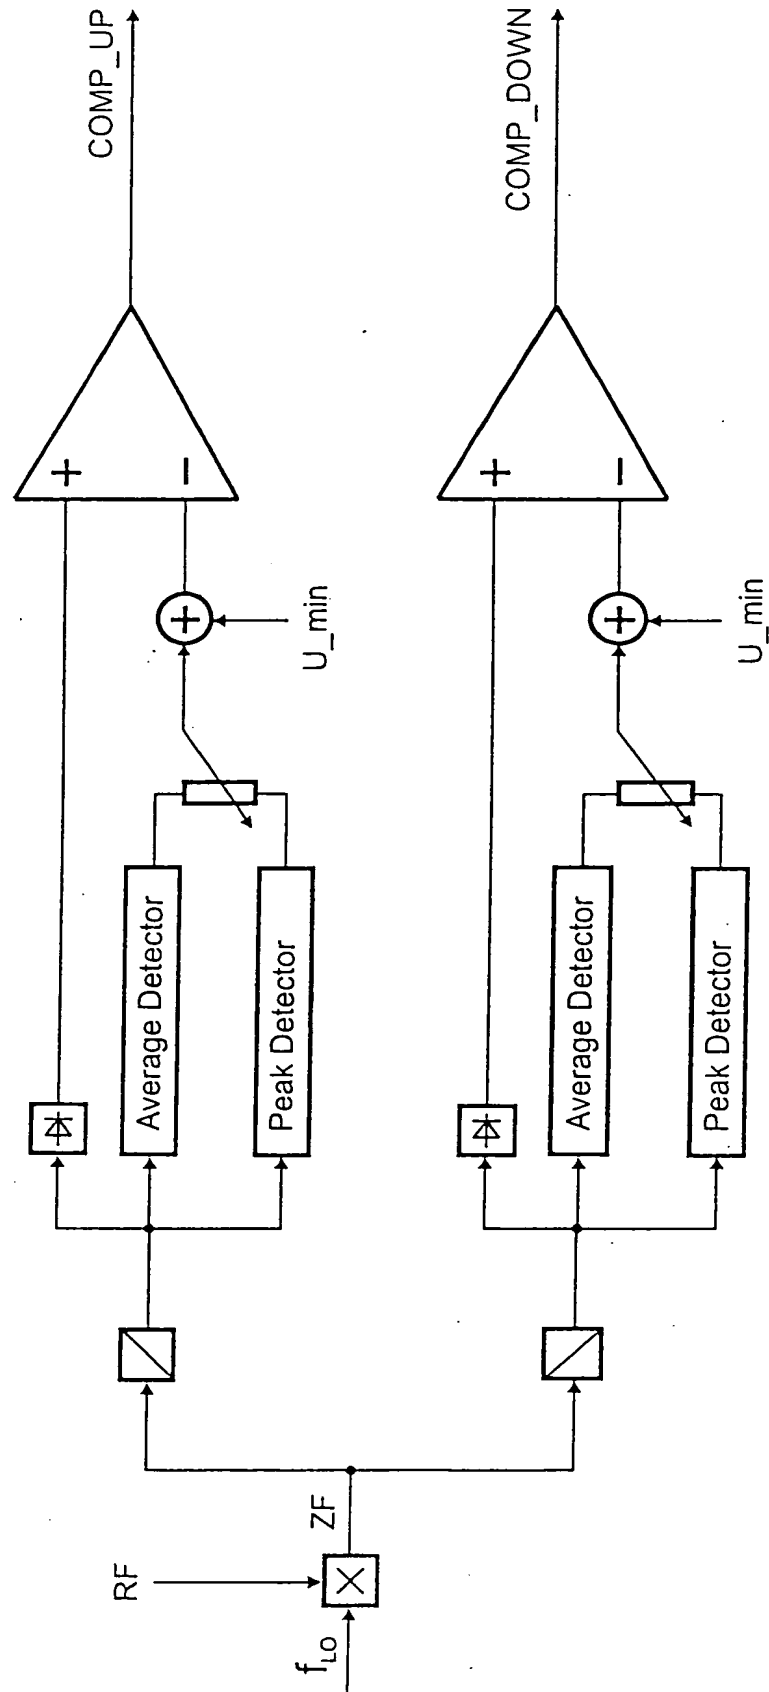 COMP_UP
COMP_DOWN
+
−
+
−
+
U_min
+
U_min
Average Detector
Peak Detector
Average Detector
Peak Detector
RF
ZF
f_LO